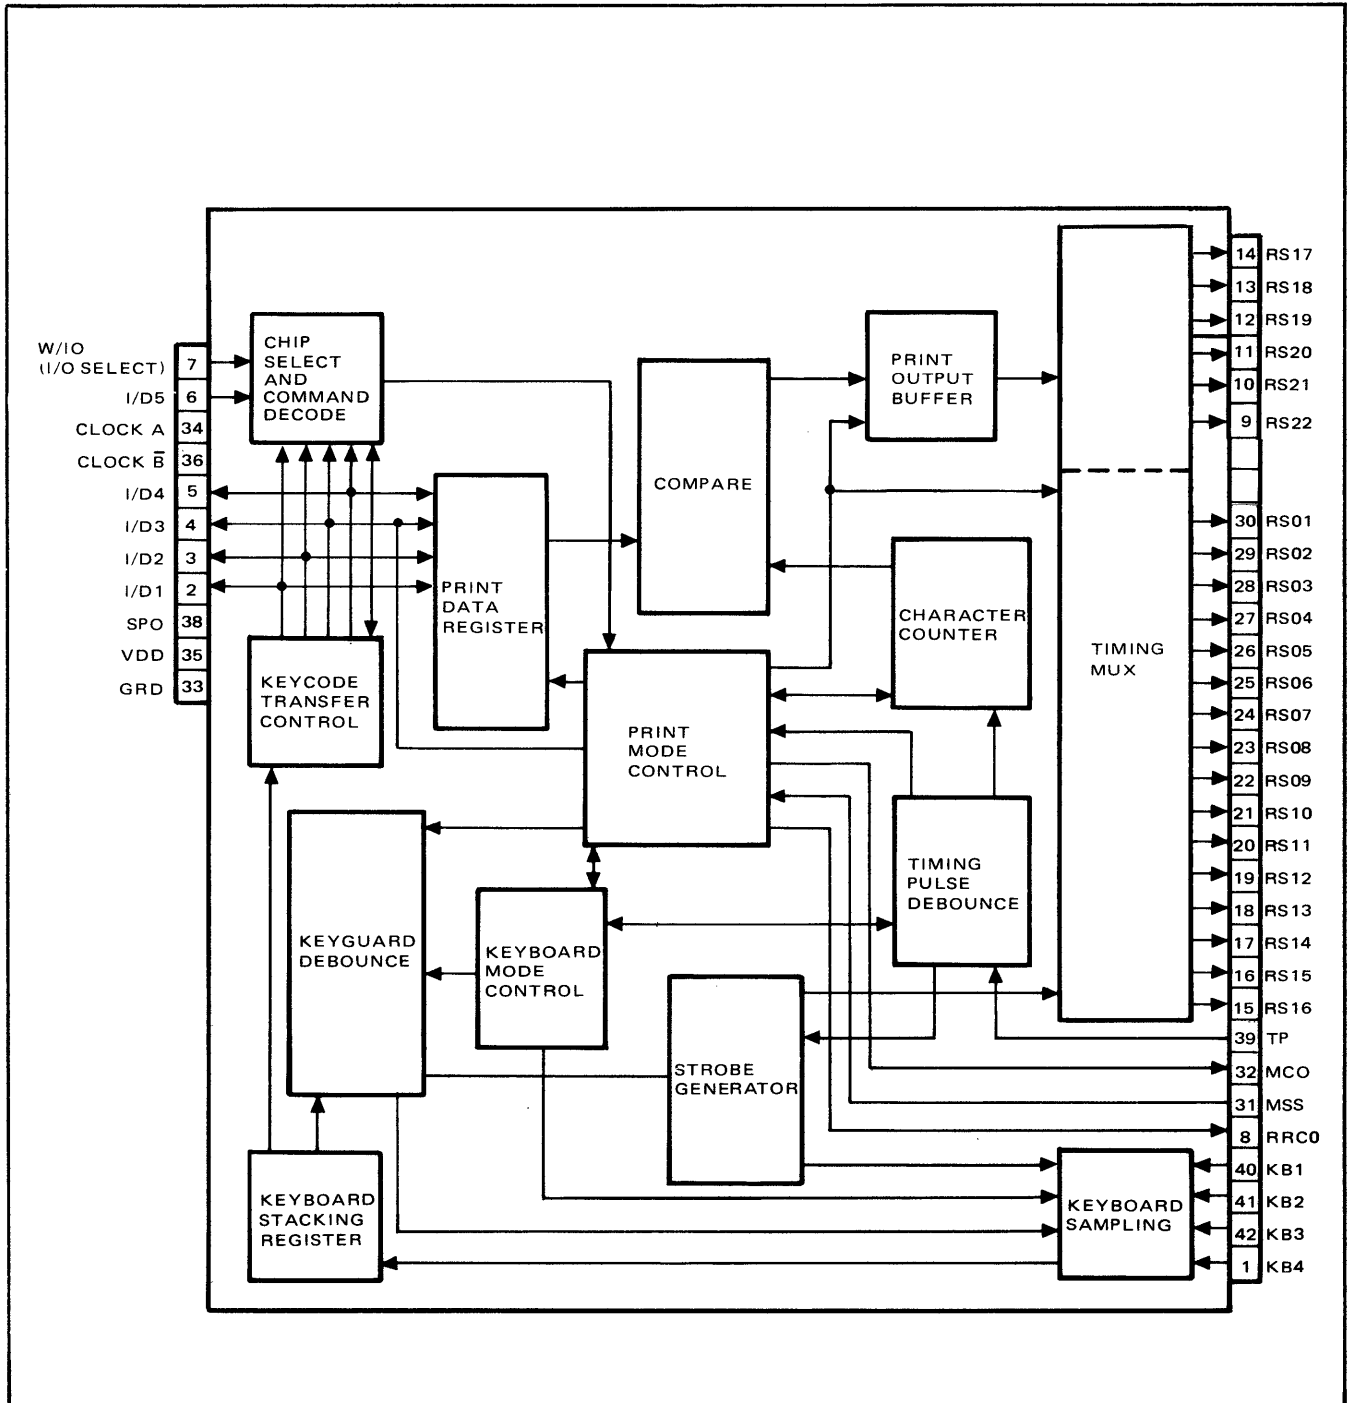 W/IO
(I/O SELECT) 7
I/D5 6
CLOCK A 34
CLOCK B̅ 36
I/D4 5
I/D3 4
I/D2 3
I/D1 2
SPO 38
VDD 35
GRD 33
CHIP
SELECT
AND
COMMAND
DECODE
KEYCODE
TRANSFER
CONTROL
PRINT
DATA
REGISTER
COMPARE
PRINT
OUTPUT
BUFFER
CHARACTER
COUNTER
PRINT
MODE
CONTROL
TIMING
PULSE
DEBOUNCE
KEYGUARD
DEBOUNCE
KEYBOARD
MODE
CONTROL
STROBE
GENERATOR
KEYBOARD
STACKING
REGISTER
KEYBOARD
SAMPLING
TIMING
MUX
14 RS17
13 RS18
12 RS19
11 RS20
10 RS21
9 RS22
30 RS01
29 RS02
28 RS03
27 RS04
26 RS05
25 RS06
24 RS07
23 RS08
22 RS09
21 RS10
20 RS11
19 RS12
18 RS13
17 RS14
16 RS15
15 RS16
39 TP
32 MCO
31 MSS
8 RRC0
40 KB1
41 KB2
42 KB3
1 KB4